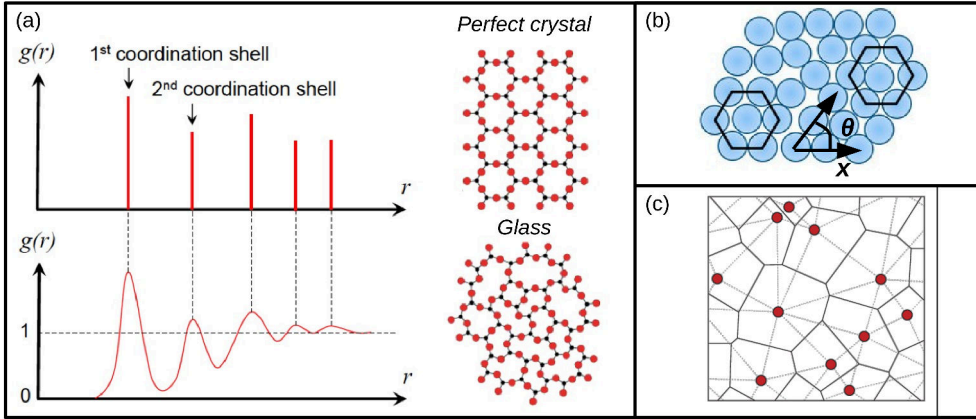 (a)
Perfect crystal
g(r)
1st coordination shell
2nd coordination shell
r
Glass
g(r)
1
0
r
(b)
θ
x
(c)